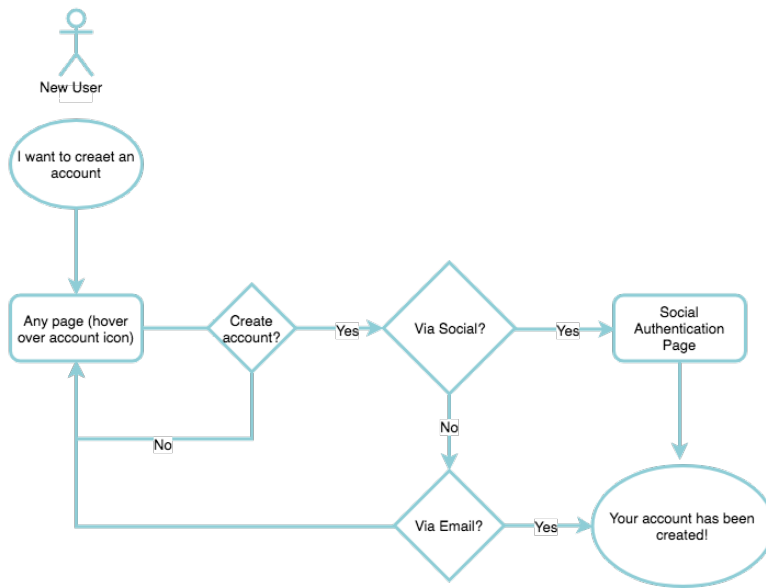 New User
I want to creaet an
account
Any page (hover
over account icon)
Create
account?
Yes
Via Social?
Yes
Social
Authentication
Page
No
No
Via Email?
Yes
Your account has been
created!